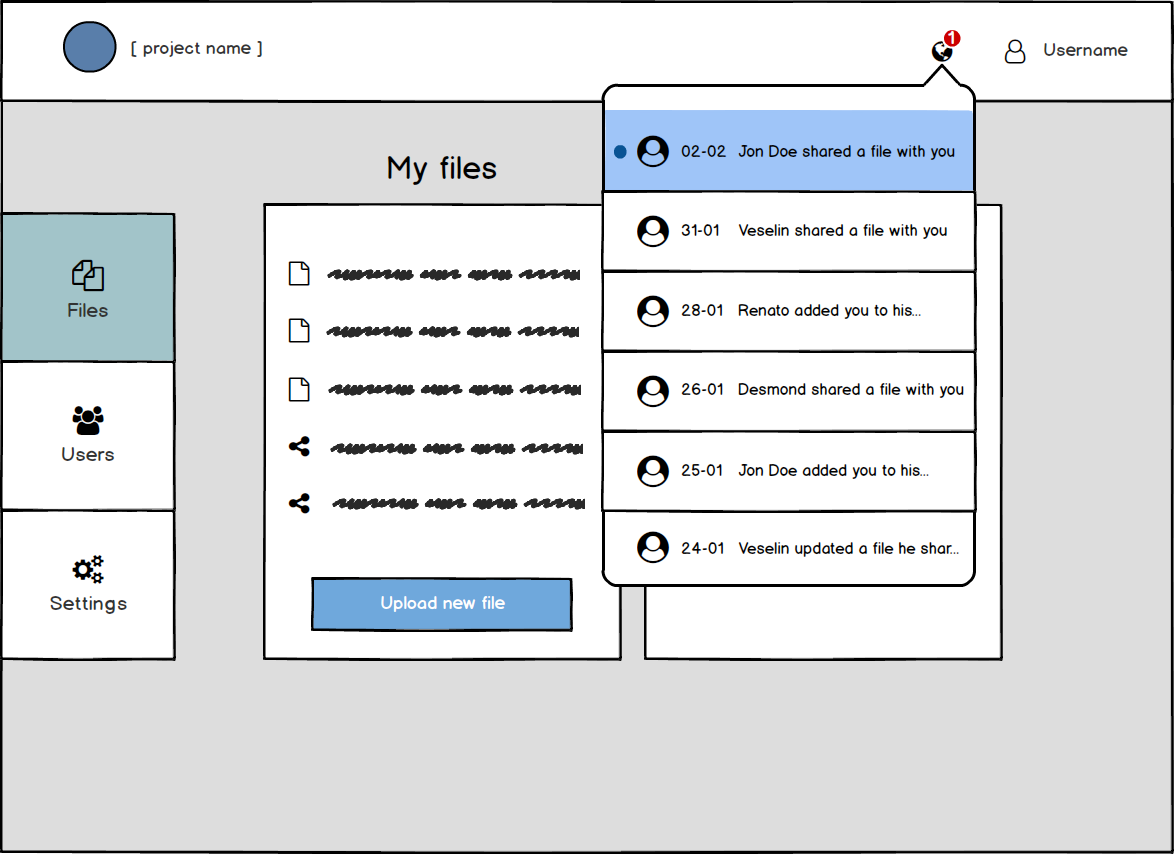 [ project name ]
1
Username
02-02 Jon Doe shared a file with you
My files
31-01 Veselin shared a file with you
Files
28-01 Renato added you to his...
26-01 Desmond shared a file with you
Users
25-01 Jon Doe added you to his...
24-01 Veselin updated a file he shar...
Settings
Upload new file